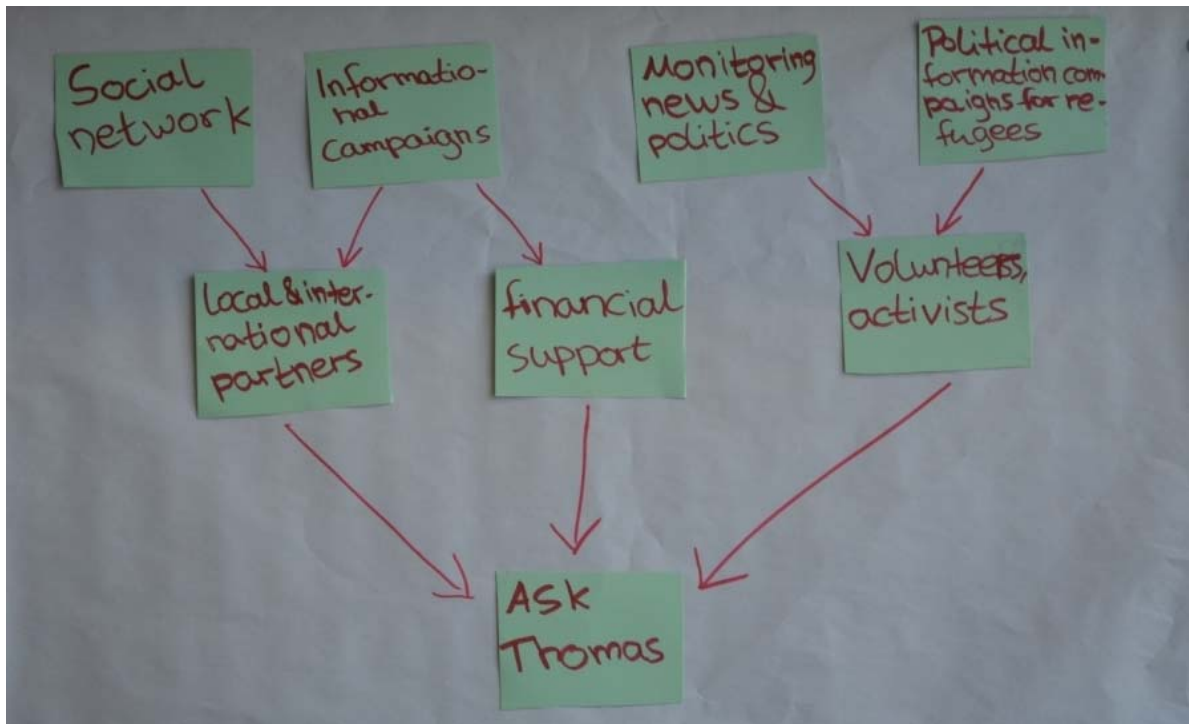 Social
network
Informatio-
nal
campaigns
Monitoring
news &
politics
Political in-
formation com-
paigns for re-
fugees
Local & inter-
national
partners
financial
support
Volunteers,
activists
Ask
Thomas